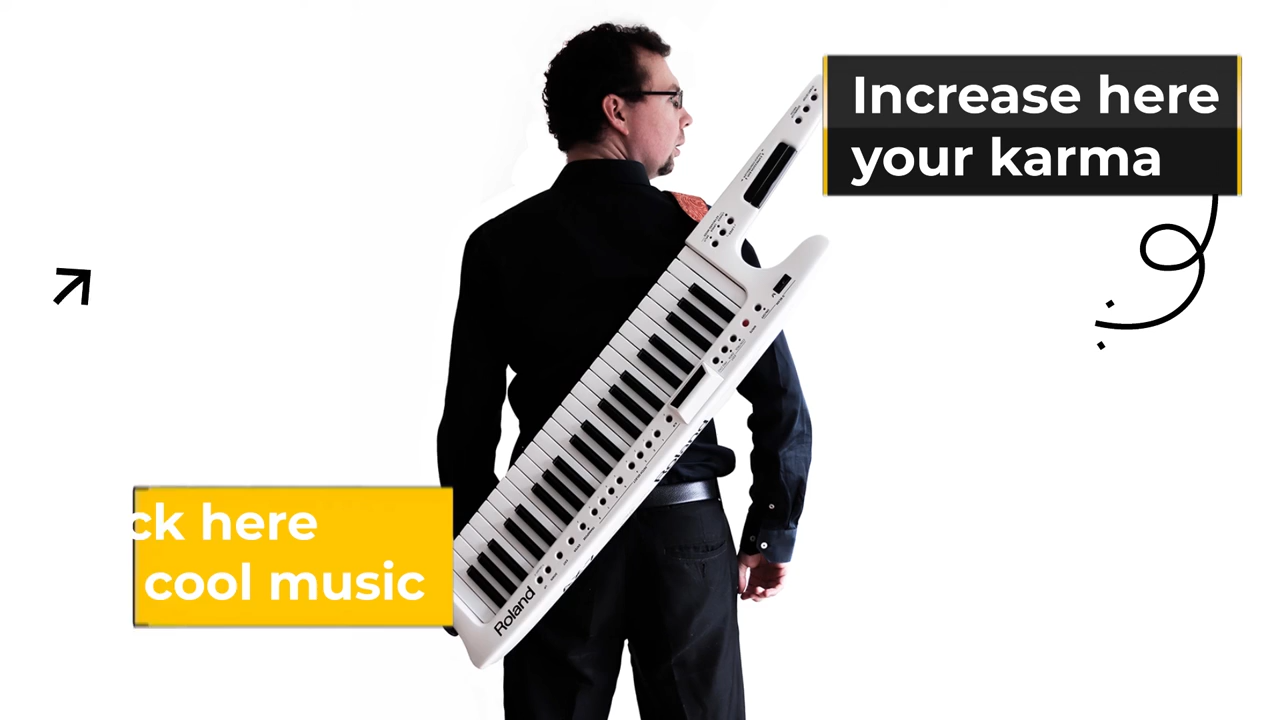 Increase here
your karma
ck here
cool music
Roland